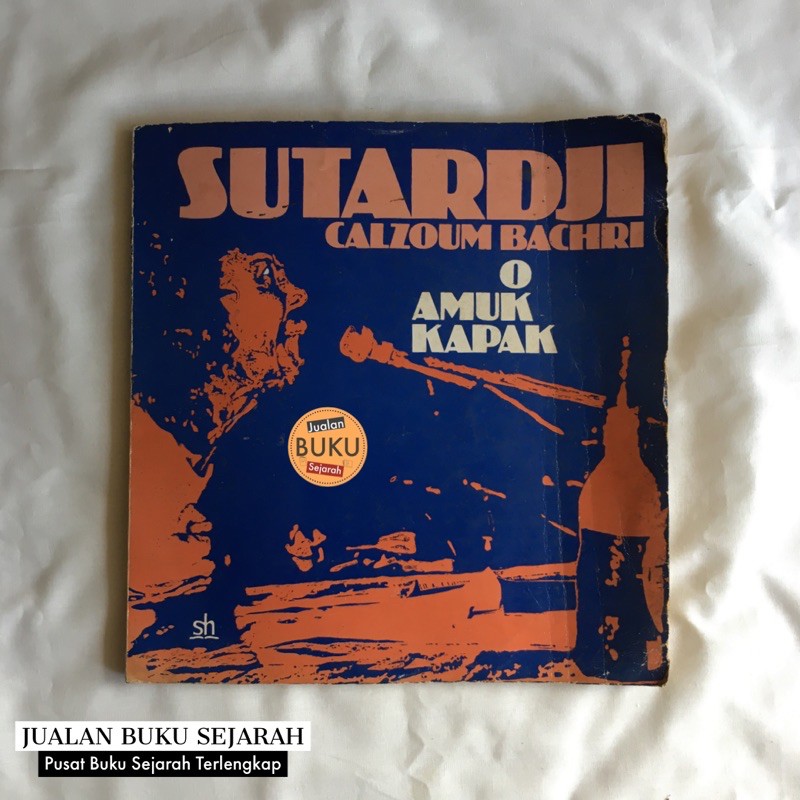 SUTARDJI
CALZOUM BACHRI
O
AMUK
KAPAK
Jualan
BUKU
Sejarah
sh
JUALAN BUKU SEJARAH
Pusat Buku Sejarah Terlengkap